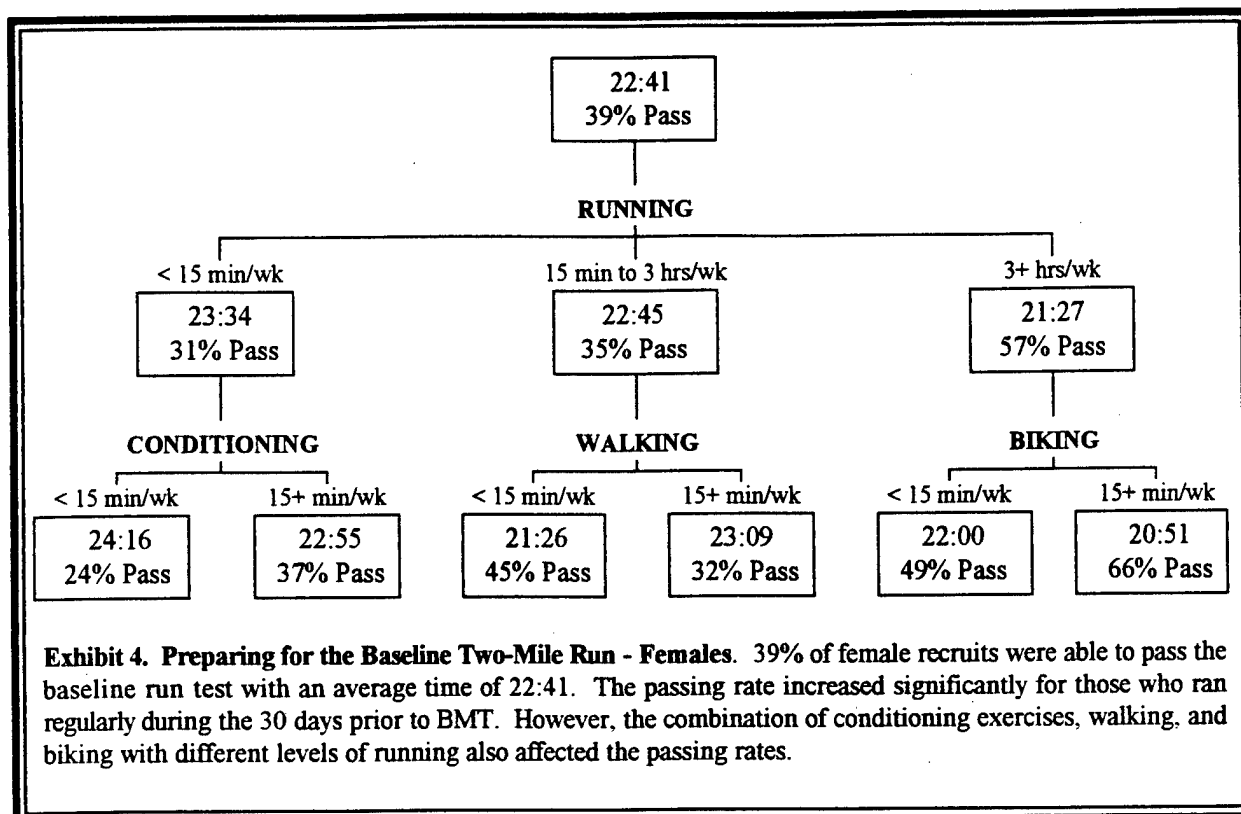 22:41
39% Pass
RUNNING
< 15 min/wk 15 min to 3 hrs/wk 3+ hrs/wk
23:34 22:45 21:27
31% Pass 35% Pass 57% Pass
CONDITIONING WALKING BIKING
< 15 min/wk 15+ min/wk < 15 min/wk 15+ min/wk < 15 min/wk 15+ min/wk
24:16 22:55 21:26 23:09 22:00 20:51
24% Pass 37% Pass 45% Pass 32% Pass 49% Pass 66% Pass
Exhibit 4. Preparing for the Baseline Two-Mile Run - Females. 39% of female recruits were able to pass the
baseline run test with an average time of 22:41. The passing rate increased significantly for those who ran
regularly during the 30 days prior to BMT. However, the combination of conditioning exercises, walking, and
biking with different levels of running also affected the passing rates.